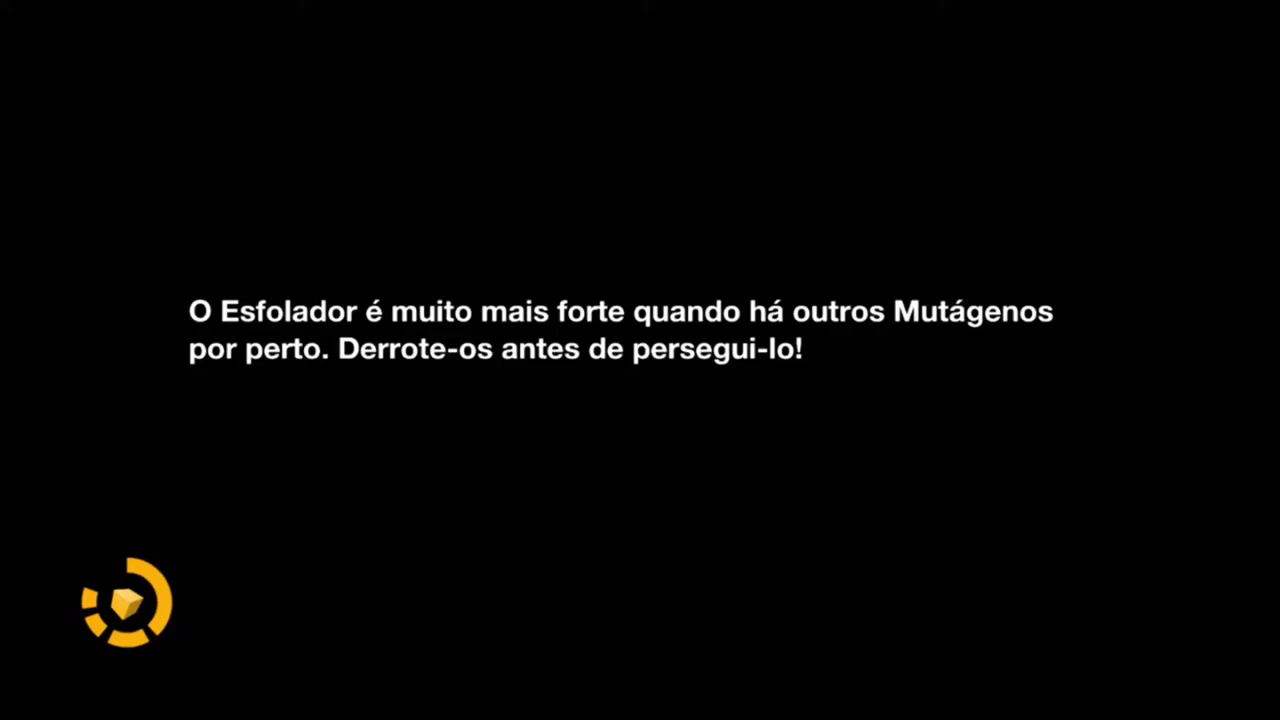 O Esfolador é muito mais forte quando há outros Mutágenos
por perto. Derrote-os antes de persegui-lo!